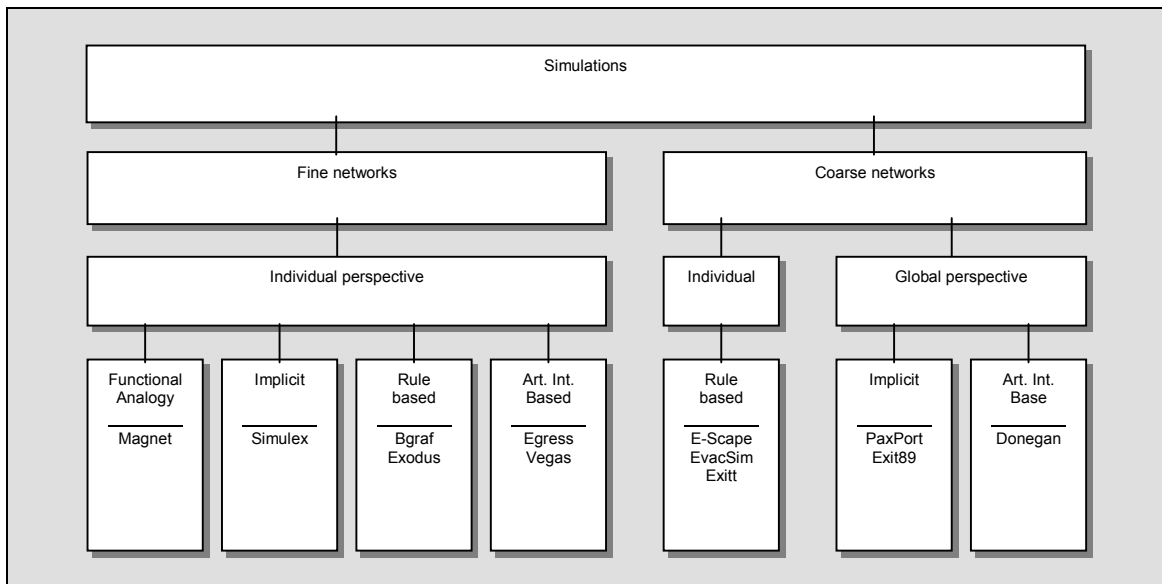 Simulations
Fine networks
Coarse networks
Individual perspective
Individual
Global perspective
Functional
Analogy
Magnet
Implicit
Simulex
Rule
based
Bgraf
Exodus
Art. Int.
Based
Egress
Vegas
Rule
based
E-Scape
EvacSim
Exitt
Implicit
PaxPort
Exit89
Art. Int.
Base
Donegan